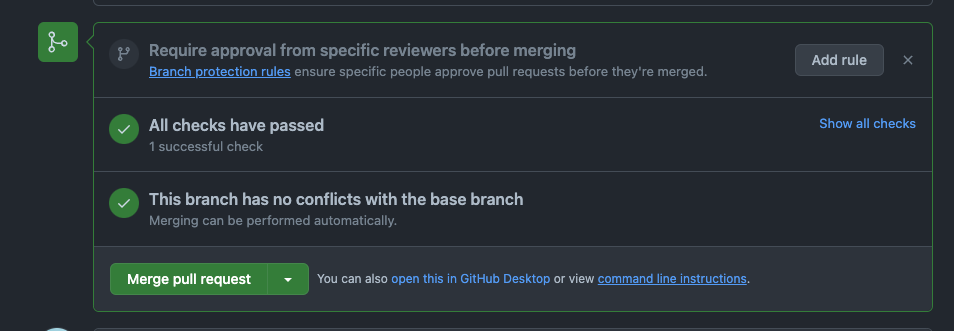 Require approval from specific reviewers before merging
Add rule
Branch protection rules ensure specific people approve pull requests before they're merged.
All checks have passed
Show all checks
1 successful check
This branch has no conflicts with the base branch
Merging can be performed automatically.
Merge pull request
You can also open this in GitHub Desktop or view command line instructions.